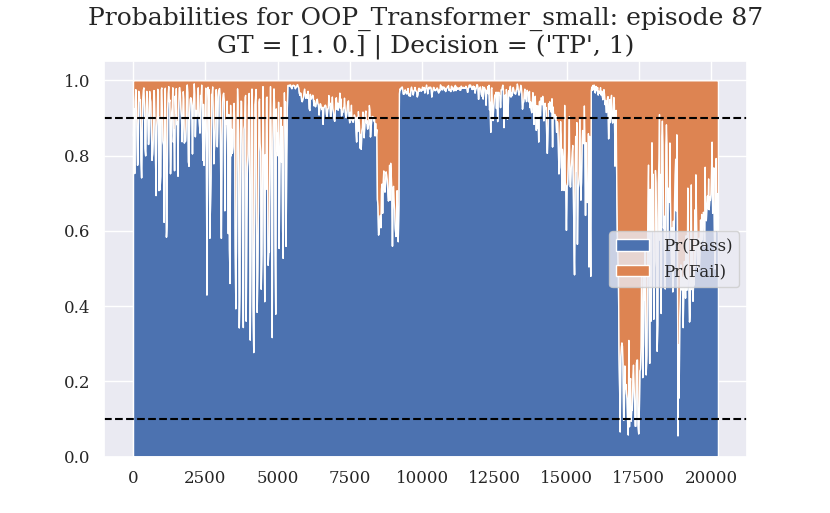 Probabilities for OOP_Transformer_small: episode 87
GT = [1. 0.] | Decision = ('TP', 1)
1.0
0.8
0.6
0.4
0.2
0.0
Pr(Pass)
Pr(Fail)
0 2500 5000 7500 10000 12500 15000 17500 20000